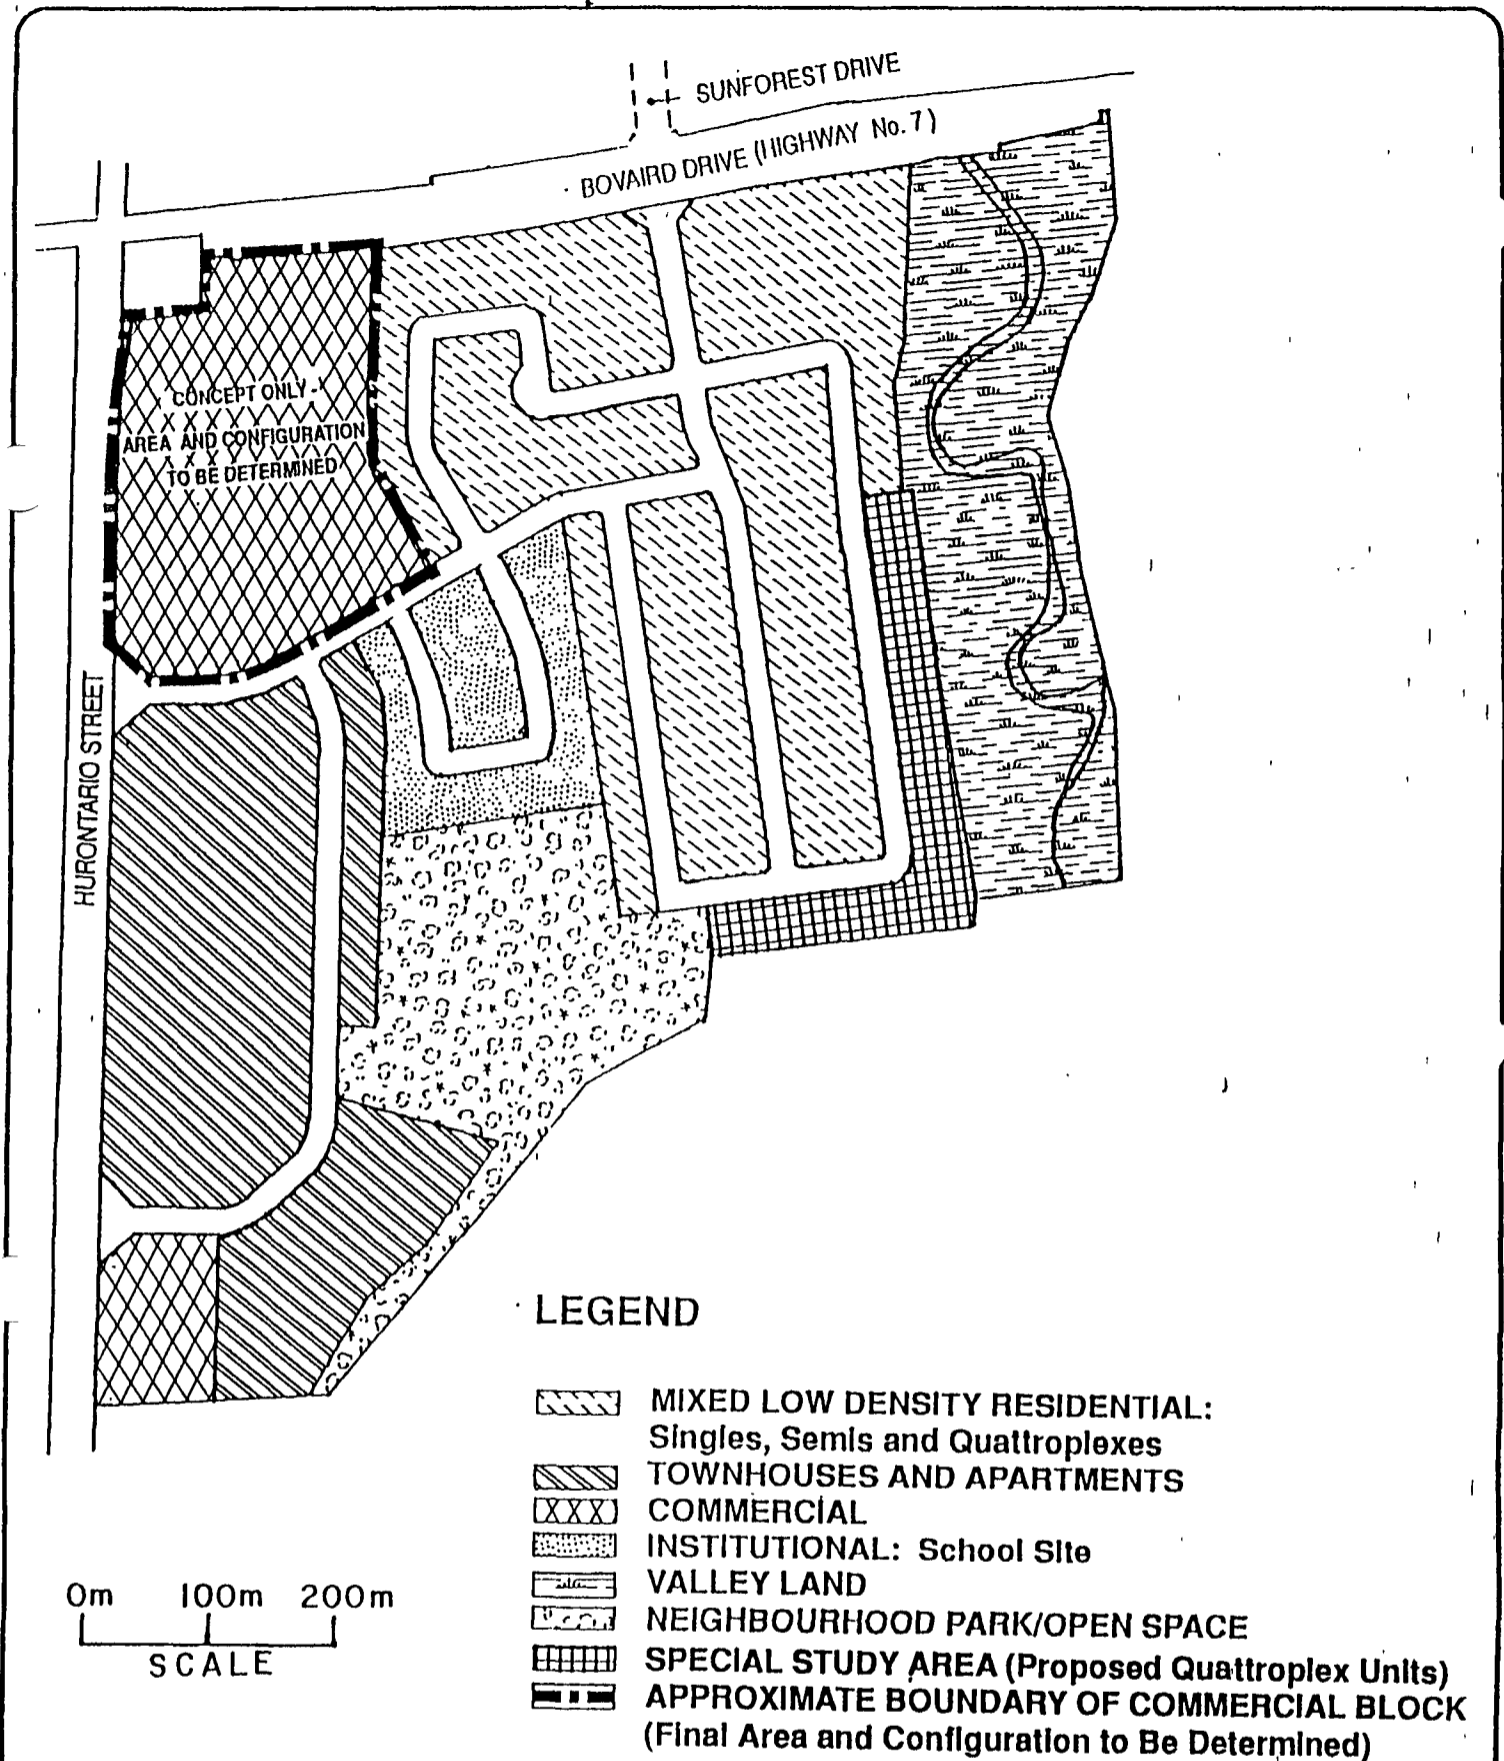 SUNFOREST DRIVE
BOVAIRD DRIVE (HIGHWAY No. 7)
CONCEPT ONLY -
AREA AND CONFIGURATION
TO BE DETERMINED
HURONTARIO STREET
LEGEND
MIXED LOW DENSITY RESIDENTIAL:
Singles, Semis and Quattroplexes
TOWNHOUSES AND APARTMENTS
COMMERCIAL
INSTITUTIONAL: School Site
VALLEY LAND
NEIGHBOURHOOD PARK/OPEN SPACE
SPECIAL STUDY AREA (Proposed Quattroplex Units)
APPROXIMATE BOUNDARY OF COMMERCIAL BLOCK
(Final Area and Configuration to Be Determined)
0m 100m 200m
SCALE